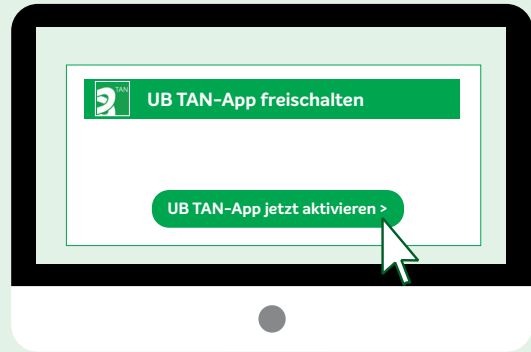 TAN
UB TAN-App freischalten
UB TAN-App jetzt aktivieren >